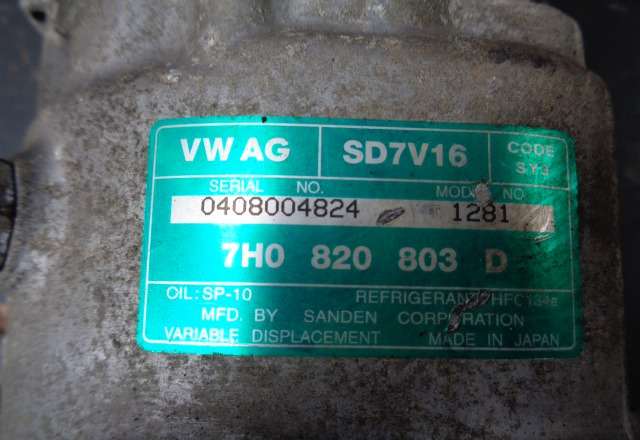 VW AG SD7V16 CODE
SY3
SERIAL NO. MODEL NO
0408004824 1281
7H0 820 803 D
OIL: SP-10 REFRIGERANT: HFC134a
MFD. BY SANDEN CORPORATION
VARIABLE DISPLACEMENT MADE IN JAPAN